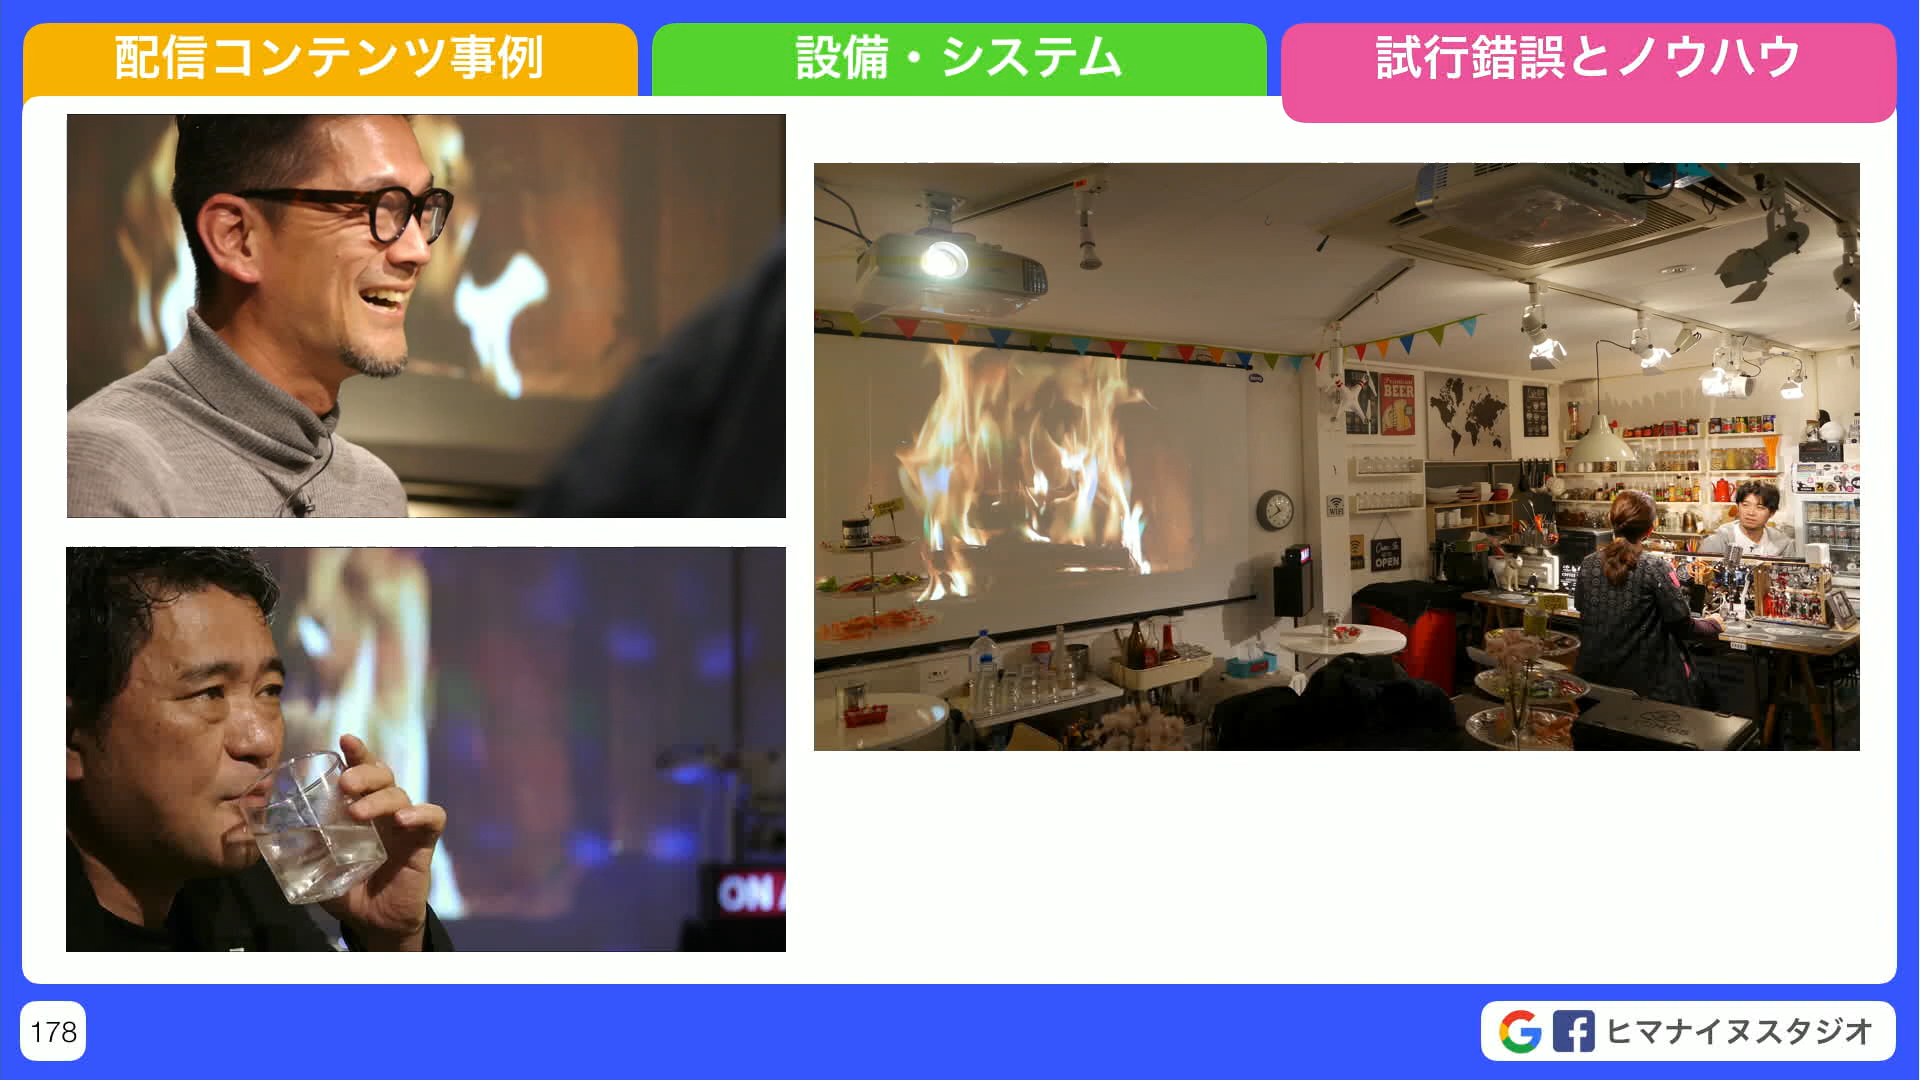 配信コンテンツ事例
設備・システム
試行錯誤とノウハウ
BEER
WiFi
OPEN
ON A
178
ヒマナイヌスタジオ